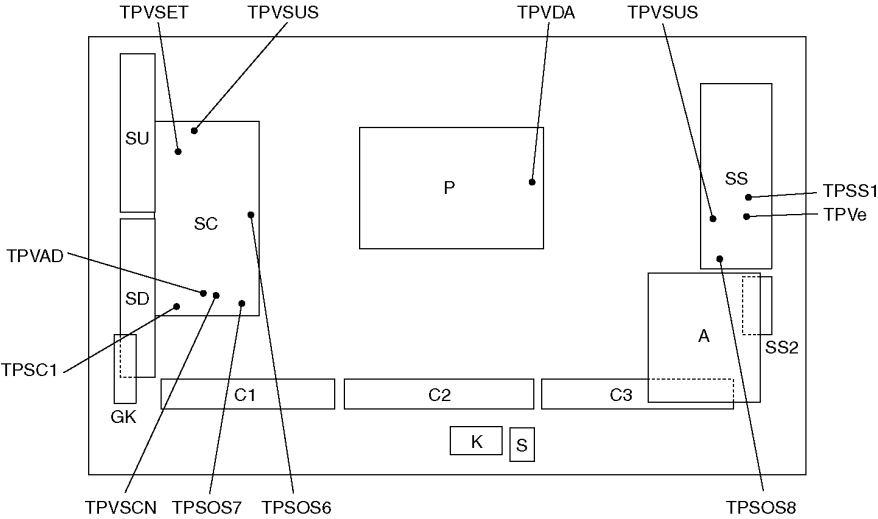 TPVSET
TPVSUS
TPVDA
TPVSUS
SU
P
SS
TPSS1
TPVe
SC
TPVAD
SD
A
SS2
TPSC1
C1
C2
C3
GK
K
S
TPVSCN
TPSOS7
TPSOS6
TPSOS8